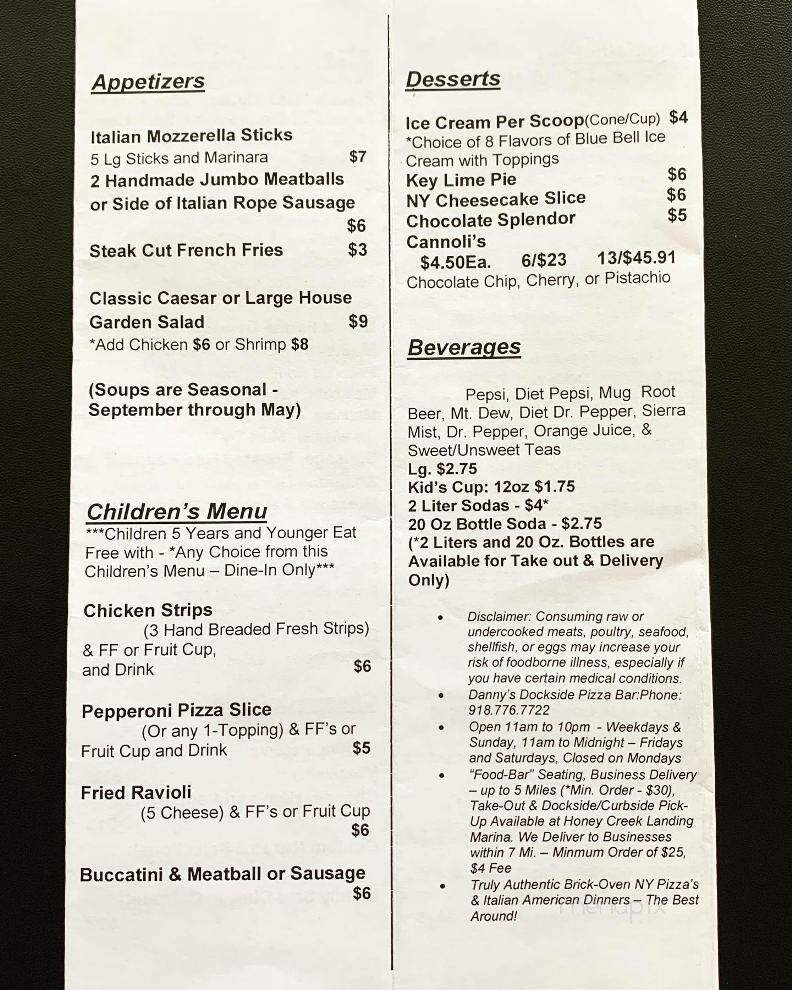 Appetizers
Italian Mozzerella Sticks
5 Lg Sticks and Marinara $7
2 Handmade Jumbo Meatballs
or Side of Italian Rope Sausage
$6
Steak Cut French Fries $3
Classic Caesar or Large House
Garden Salad $9
*Add Chicken $6 or Shrimp $8
(Soups are Seasonal -
September through May)
Children's Menu
***Children 5 Years and Younger Eat
Free with - *Any Choice from this
Children's Menu – Dine-In Only***
Chicken Strips
(3 Hand Breaded Fresh Strips)
& FF or Fruit Cup,
and Drink $6
Pepperoni Pizza Slice
(Or any 1-Topping) & FF's or
Fruit Cup and Drink $5
Fried Ravioli
(5 Cheese) & FF's or Fruit Cup
$6
Buccatini & Meatball or Sausage
$6
Desserts
Ice Cream Per Scoop(Cone/Cup) $4
*Choice of 8 Flavors of Blue Bell Ice
Cream with Toppings
Key Lime Pie $6
NY Cheesecake Slice $6
Chocolate Splendor $5
Cannoli's
$4.50Ea. 6/$23 13/$45.91
Chocolate Chip, Cherry, or Pistachio
Beverages
Pepsi, Diet Pepsi, Mug Root
Beer, Mt. Dew, Diet Dr. Pepper, Sierra
Mist, Dr. Pepper, Orange Juice, &
Sweet/Unsweet Teas
Lg. $2.75
Kid's Cup: 12oz $1.75
2 Liter Sodas - $4*
20 Oz Bottle Soda - $2.75
(*2 Liters and 20 Oz. Bottles are
Available for Take out & Delivery
Only)
• Disclaimer: Consuming raw or
undercooked meats, poultry, seafood,
shellfish, or eggs may increase your
risk of foodborne illness, especially if
you have certain medical conditions.
• Danny's Dockside Pizza Bar:Phone:
918.776.7722
• Open 11am to 10pm - Weekdays &
Sunday, 11am to Midnight – Fridays
and Saturdays, Closed on Mondays
• "Food-Bar" Seating, Business Delivery
– up to 5 Miles (*Min. Order - $30),
Take-Out & Dockside/Curbside Pick-
Up Available at Honey Creek Landing
Marina. We Deliver to Businesses
within 7 Mi. – Minmum Order of $25,
$4 Fee
• Truly Authentic Brick-Oven NY Pizza's
& Italian American Dinners – The Best
Around!
menupix